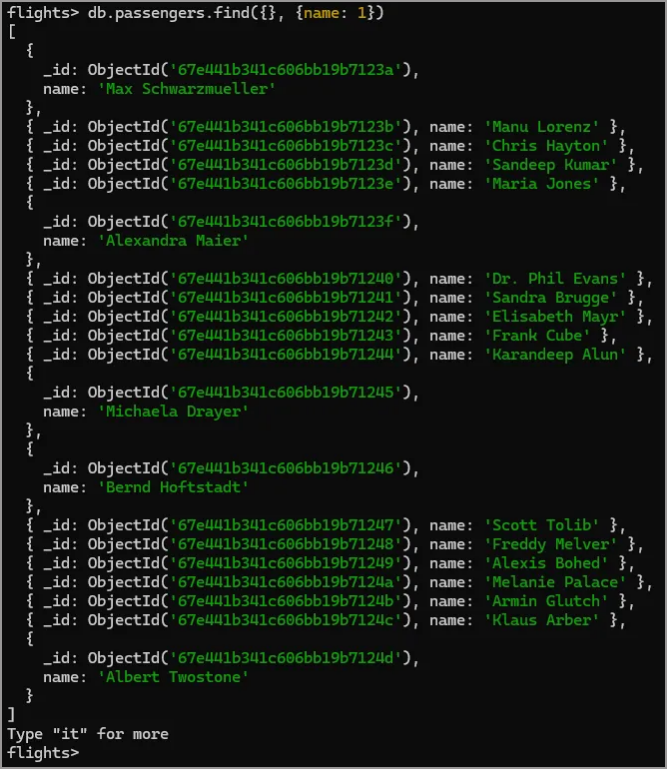 flights> db.passengers.find({}, {name: 1})
[
  {
    _id: ObjectId('67e441b341c606bb19b7123a'),
    name: 'Max Schwarzmueller'
  },
  { _id: ObjectId('67e441b341c606bb19b7123b'), name: 'Manu Lorenz' },
  { _id: ObjectId('67e441b341c606bb19b7123c'), name: 'Chris Hayton' },
  { _id: ObjectId('67e441b341c606bb19b7123d'), name: 'Sandeep Kumar' },
  { _id: ObjectId('67e441b341c606bb19b7123e'), name: 'Maria Jones' },
  {
    _id: ObjectId('67e441b341c606bb19b7123f'),
    name: 'Alexandra Maier'
  },
  { _id: ObjectId('67e441b341c606bb19b71240'), name: 'Dr. Phil Evans' },
  { _id: ObjectId('67e441b341c606bb19b71241'), name: 'Sandra Brugge' },
  { _id: ObjectId('67e441b341c606bb19b71242'), name: 'Elisabeth Mayr' },
  { _id: ObjectId('67e441b341c606bb19b71243'), name: 'Frank Cube' },
  { _id: ObjectId('67e441b341c606bb19b71244'), name: 'Karandeep Alun' },
  {
    _id: ObjectId('67e441b341c606bb19b71245'),
    name: 'Michaela Drayer'
  },
  {
    _id: ObjectId('67e441b341c606bb19b71246'),
    name: 'Bernd Hoftstadt'
  },
  { _id: ObjectId('67e441b341c606bb19b71247'), name: 'Scott Tolib' },
  { _id: ObjectId('67e441b341c606bb19b71248'), name: 'Freddy Melver' },
  { _id: ObjectId('67e441b341c606bb19b71249'), name: 'Alexis Bohed' },
  { _id: ObjectId('67e441b341c606bb19b7124a'), name: 'Melanie Palace' },
  { _id: ObjectId('67e441b341c606bb19b7124b'), name: 'Armin Glutch' },
  { _id: ObjectId('67e441b341c606bb19b7124c'), name: 'Klaus Arber' },
  {
    _id: ObjectId('67e441b341c606bb19b7124d'),
    name: 'Albert Twostone'
  }
]
Type "it" for more
flights>